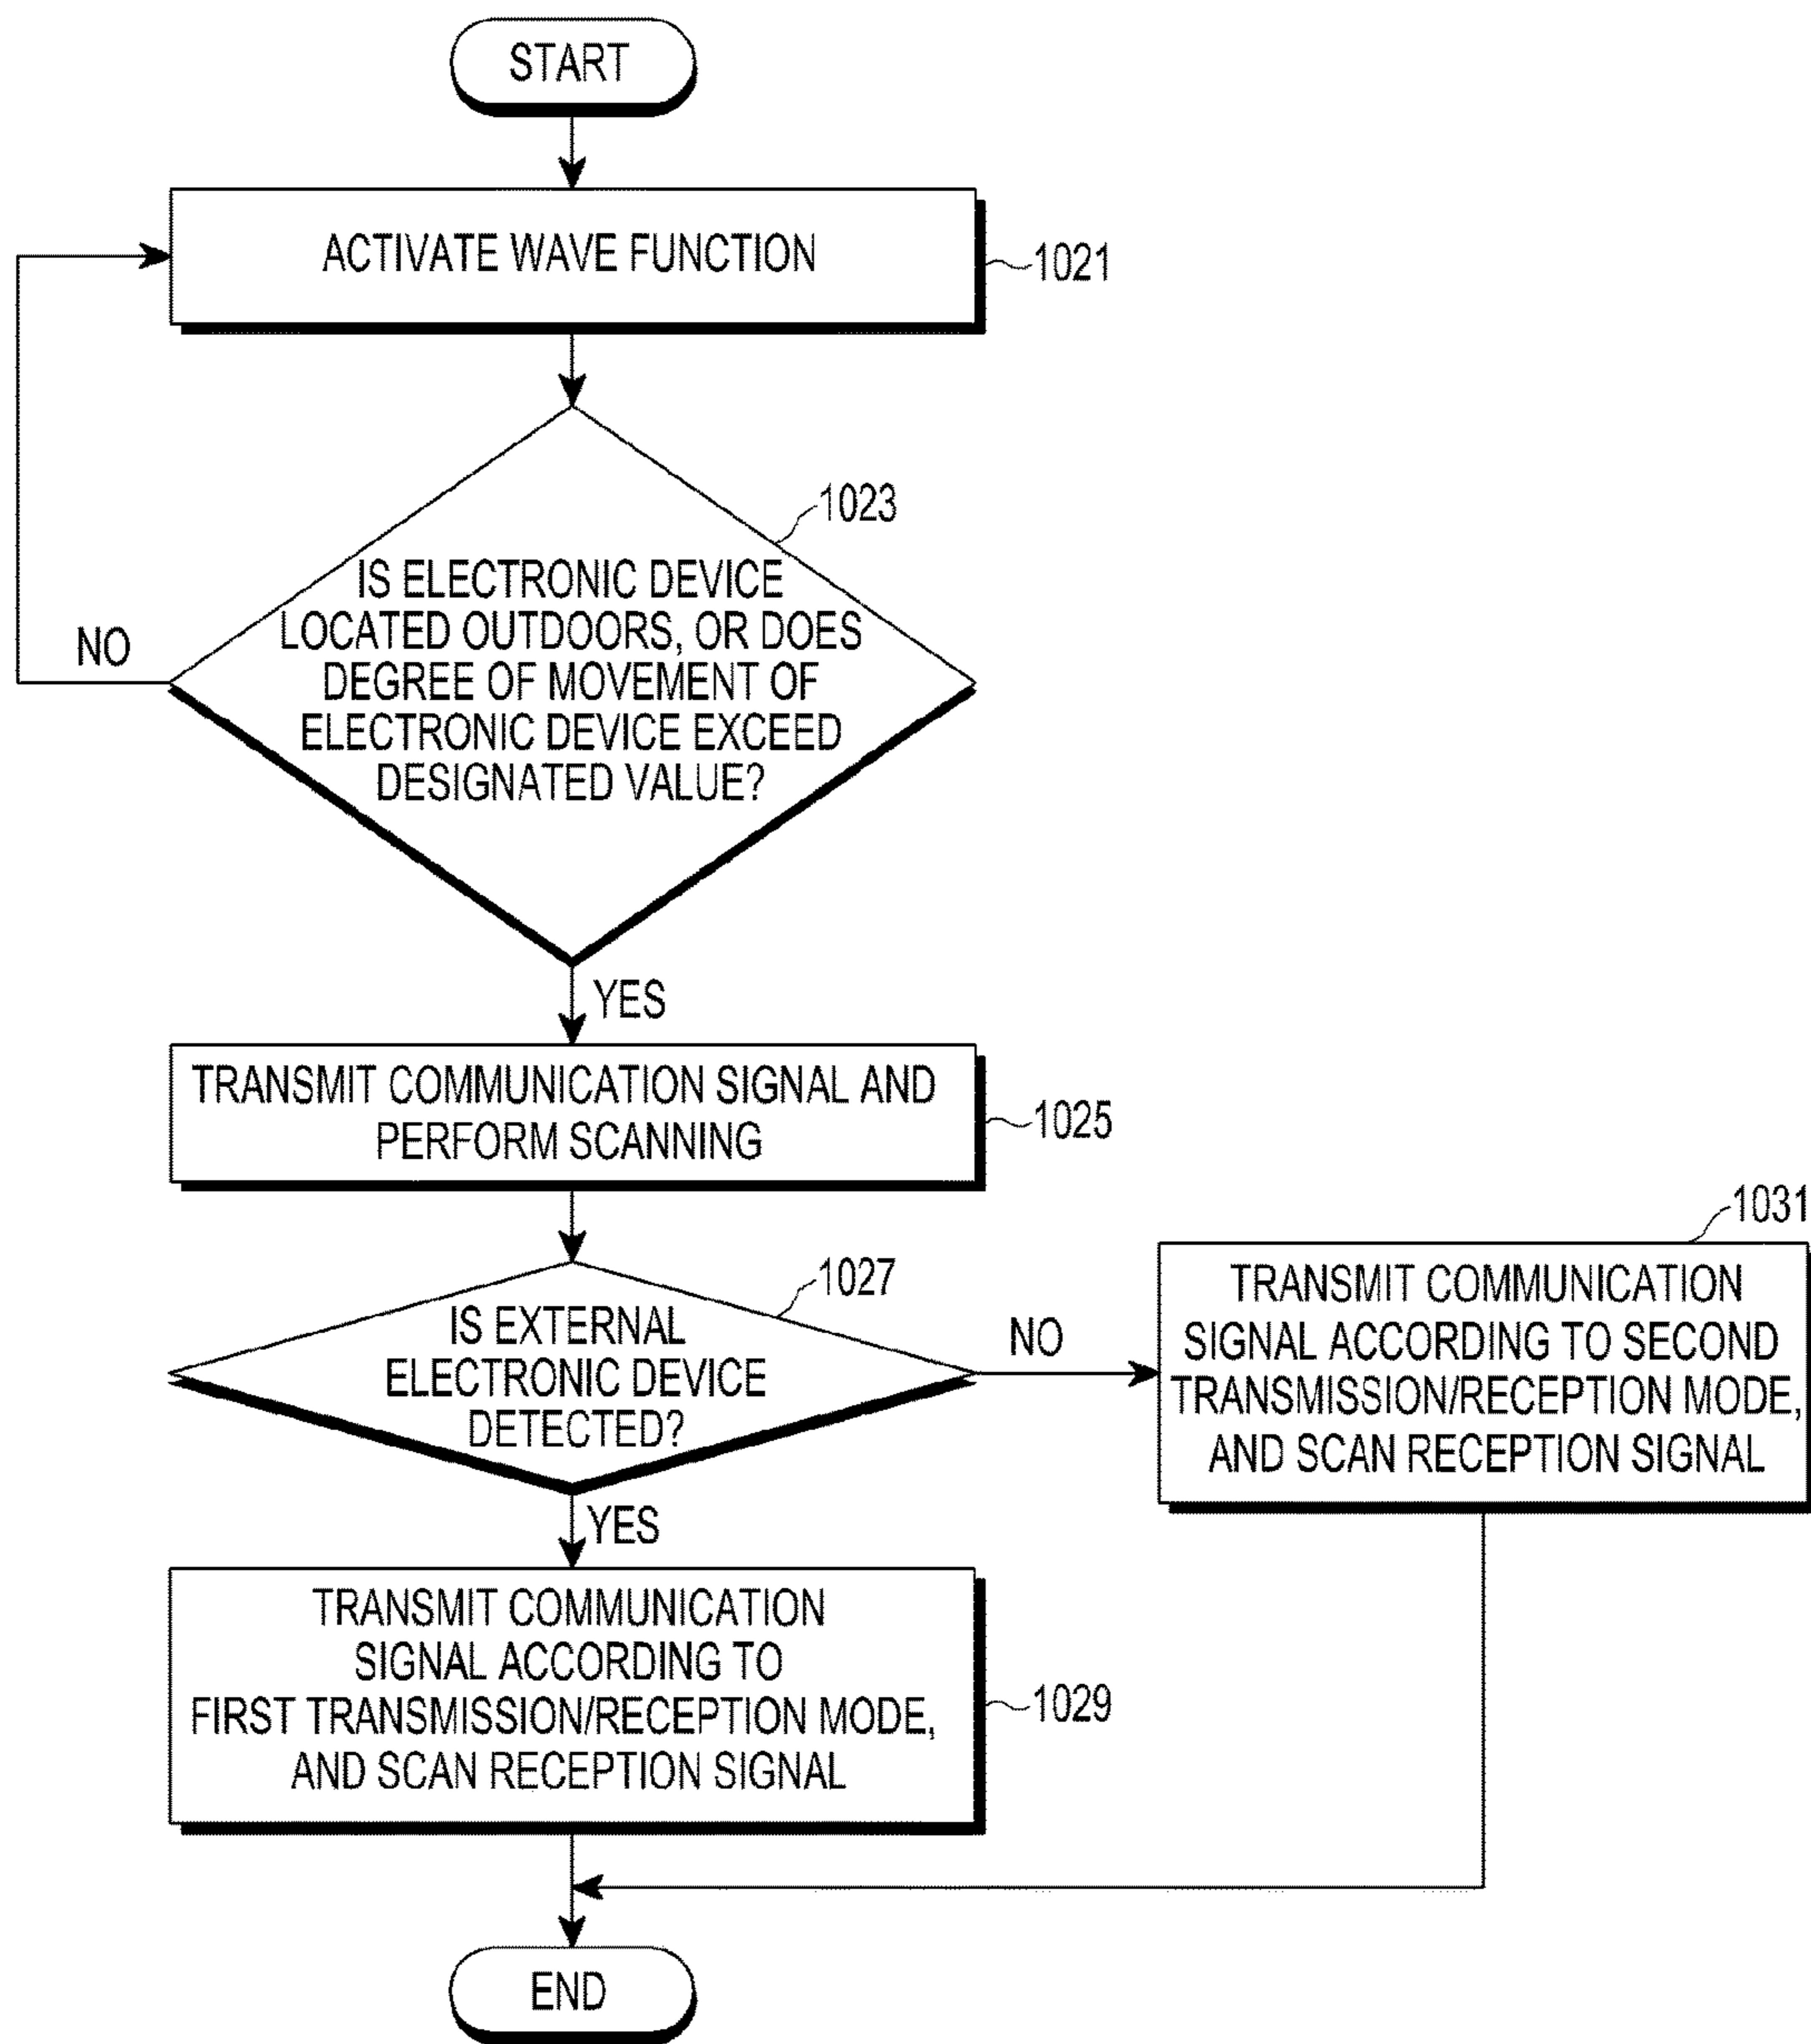 START
ACTIVATE WAVE FUNCTION
1021
1023
IS ELECTRONIC DEVICE
LOCATED OUTDOORS, OR DOES
DEGREE OF MOVEMENT OF
ELECTRONIC DEVICE EXCEED
DESIGNATED VALUE?
NO
YES
TRANSMIT COMMUNICATION SIGNAL AND
PERFORM SCANNING
1025
1027
IS EXTERNAL
ELECTRONIC DEVICE
DETECTED?
NO
1031
TRANSMIT COMMUNICATION
SIGNAL ACCORDING TO SECOND
TRANSMISSION/RECEPTION MODE,
AND SCAN RECEPTION SIGNAL
YES
TRANSMIT COMMUNICATION
SIGNAL ACCORDING TO
FIRST TRANSMISSION/RECEPTION MODE,
AND SCAN RECEPTION SIGNAL
1029
END